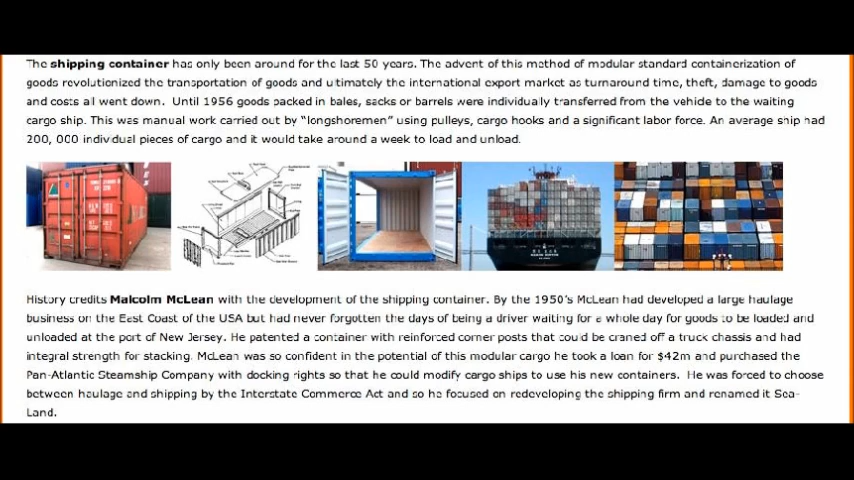 The shipping container has only been around for the last 50 years. The advent of this method of modular standard containerization of
goods revolutionized the transportation of goods and ultimately the international export market as turnaround time, theft, damage to goods
and costs all went down. Until 1956 goods packed in bales, sacks or barrels were individually transferred from the vehicle to the waiting
cargo ship. This was manual work carried out by “longshoremen” using pulleys, cargo hooks and a significant labor force. An average ship had
200, 000 individual pieces of cargo and it would take around a week to load and unload.
History credits Malcolm McLean with the development of the shipping container. By the 1950's McLean had developed a large haulage
business on the East Coast of the USA but had never forgotten the days of being a driver waiting for a whole day for goods to be loaded and
unloaded at the port of New Jersey. He patented a container with reinforced corner posts that could be craned off a truck chassis and had
integral strength for stacking. McLean was so confident in the potential of this modular cargo he took a loan for $42m and purchased the
Pan-Atlantic Steamship Company with docking rights so that he could modify cargo ships to use his new containers. He was forced to choose
between haulage and shipping by the Interstate Commerce Act and so he focused on redeveloping the shipping firm and renamed it Sea-
Land.